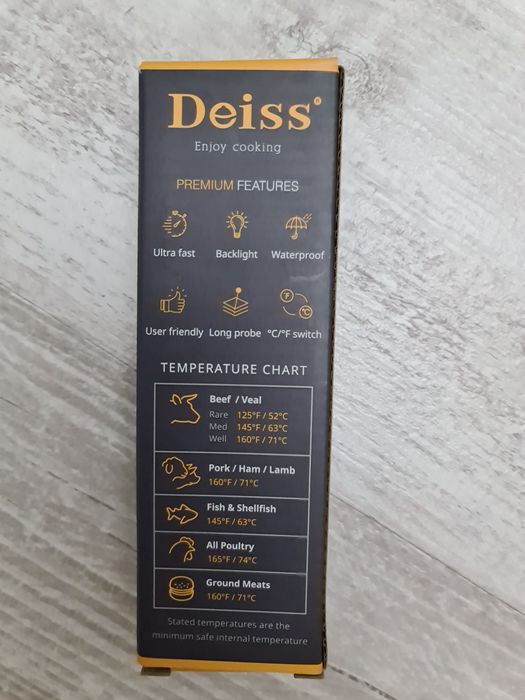 Deiss®
Enjoy cooking
PREMIUM FEATURES
Ultra fast Backlight Waterproof
°F
°C
User friendly Long probe °C/°F switch
TEMPERATURE CHART
Beef / Veal
Rare 125°F / 52°C
Med 145°F / 63°C
Well 160°F / 71°C
Pork / Ham / Lamb
160°F / 71°C
Fish & Shellfish
145°F / 63°C
All Poultry
165°F / 74°C
Ground Meats
160°F / 71°C
Stated temperatures are the
minimum safe internal temperature